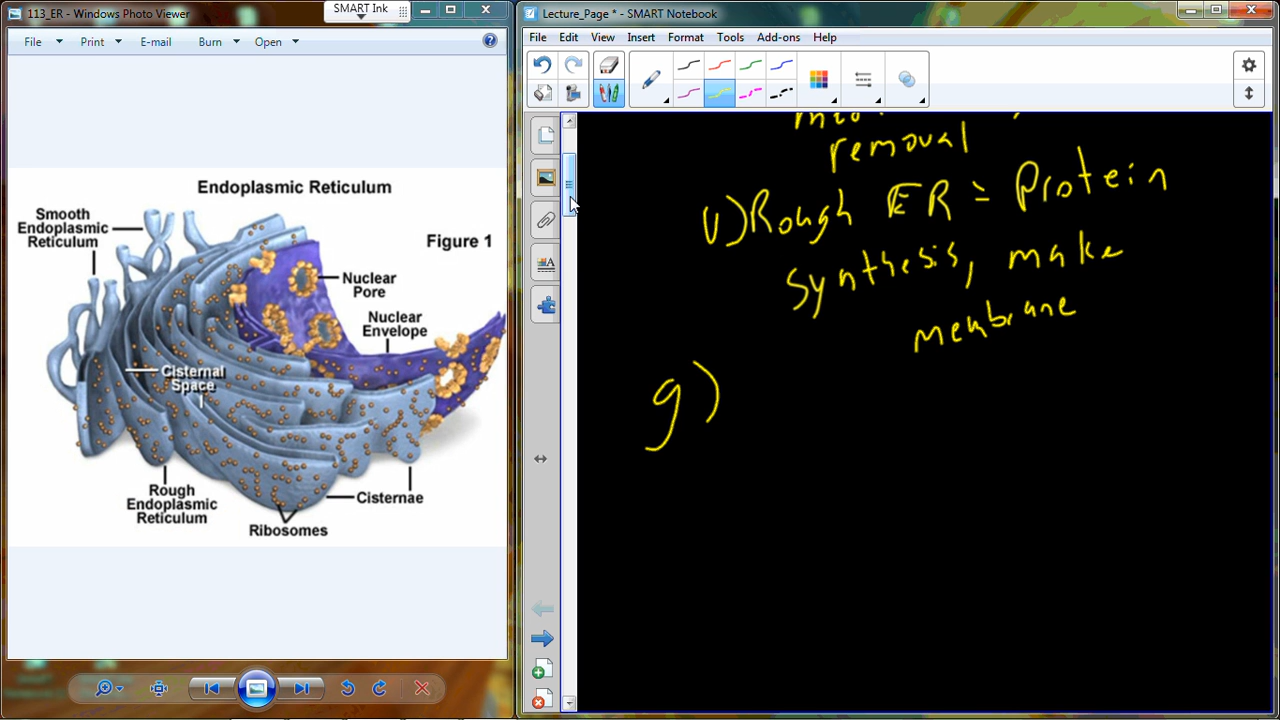 113_ER - Windows Photo Viewer
SMART Ink
File Print E-mail Burn Open
Endoplasmic Reticulum
Smooth
Endoplasmic
Reticulum
Figure 1
Nuclear
Pore
Nuclear
Envelope
Cisternal
Space
Rough
Endoplasmic
Reticulum
Cisternae
Ribosomes
Lecture_Page * - SMART Notebook
File Edit View Insert Format Tools Add-ons Help
removal
v) Rough ER = Protein
synthesis, make
membrane
g)